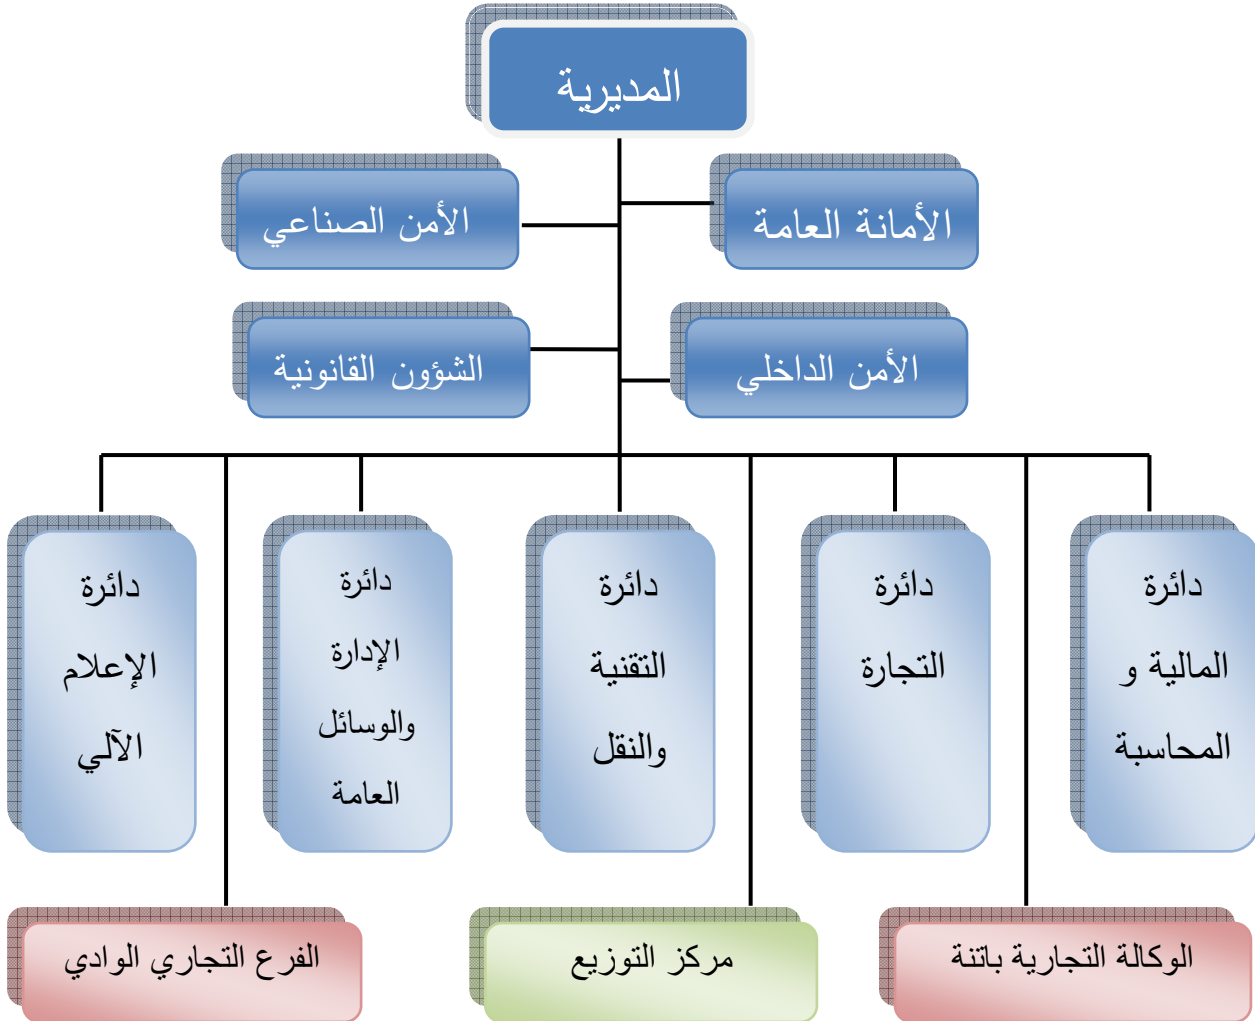 المديرية
الأمانة العامة
الأمن الصناعي
الأمن الداخلي
الشؤون القانونية
دائرة
المالية و
المحاسبة
دائرة
التجارة
دائرة
التقنية
والنقل
دائرة
الإدارة
والوسائل
العامة
دائرة
الإعلام
الآلي
الوكالة التجارية باتنة
مركز التوزيع
الفرع التجاري الوادي